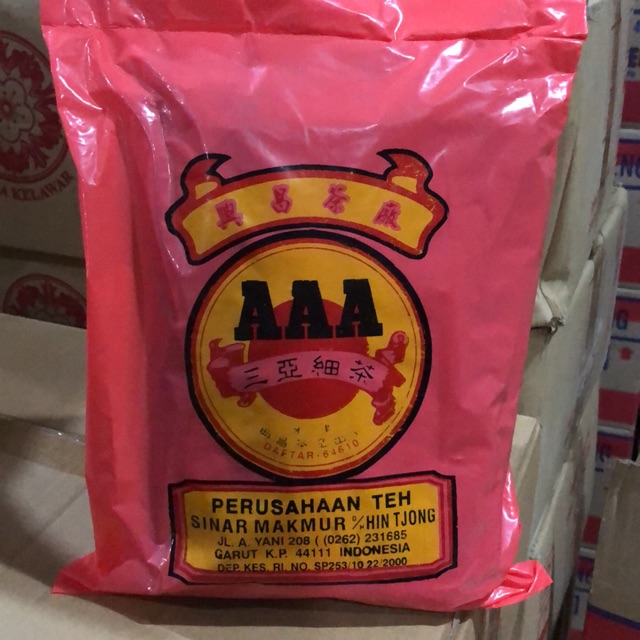 興昌茶廠
AAA
三亞細茶
DAFTAR·64610
PERUSAHAAN TEH
SINAR MAKMUR %HIN TJONG
JL. A. YANI 208 ( (0262) 231685
GARUT K.P. 44111 INDONESIA
DEP. KES. RI. NO. SP253/10.22/2000
A KELAWAR